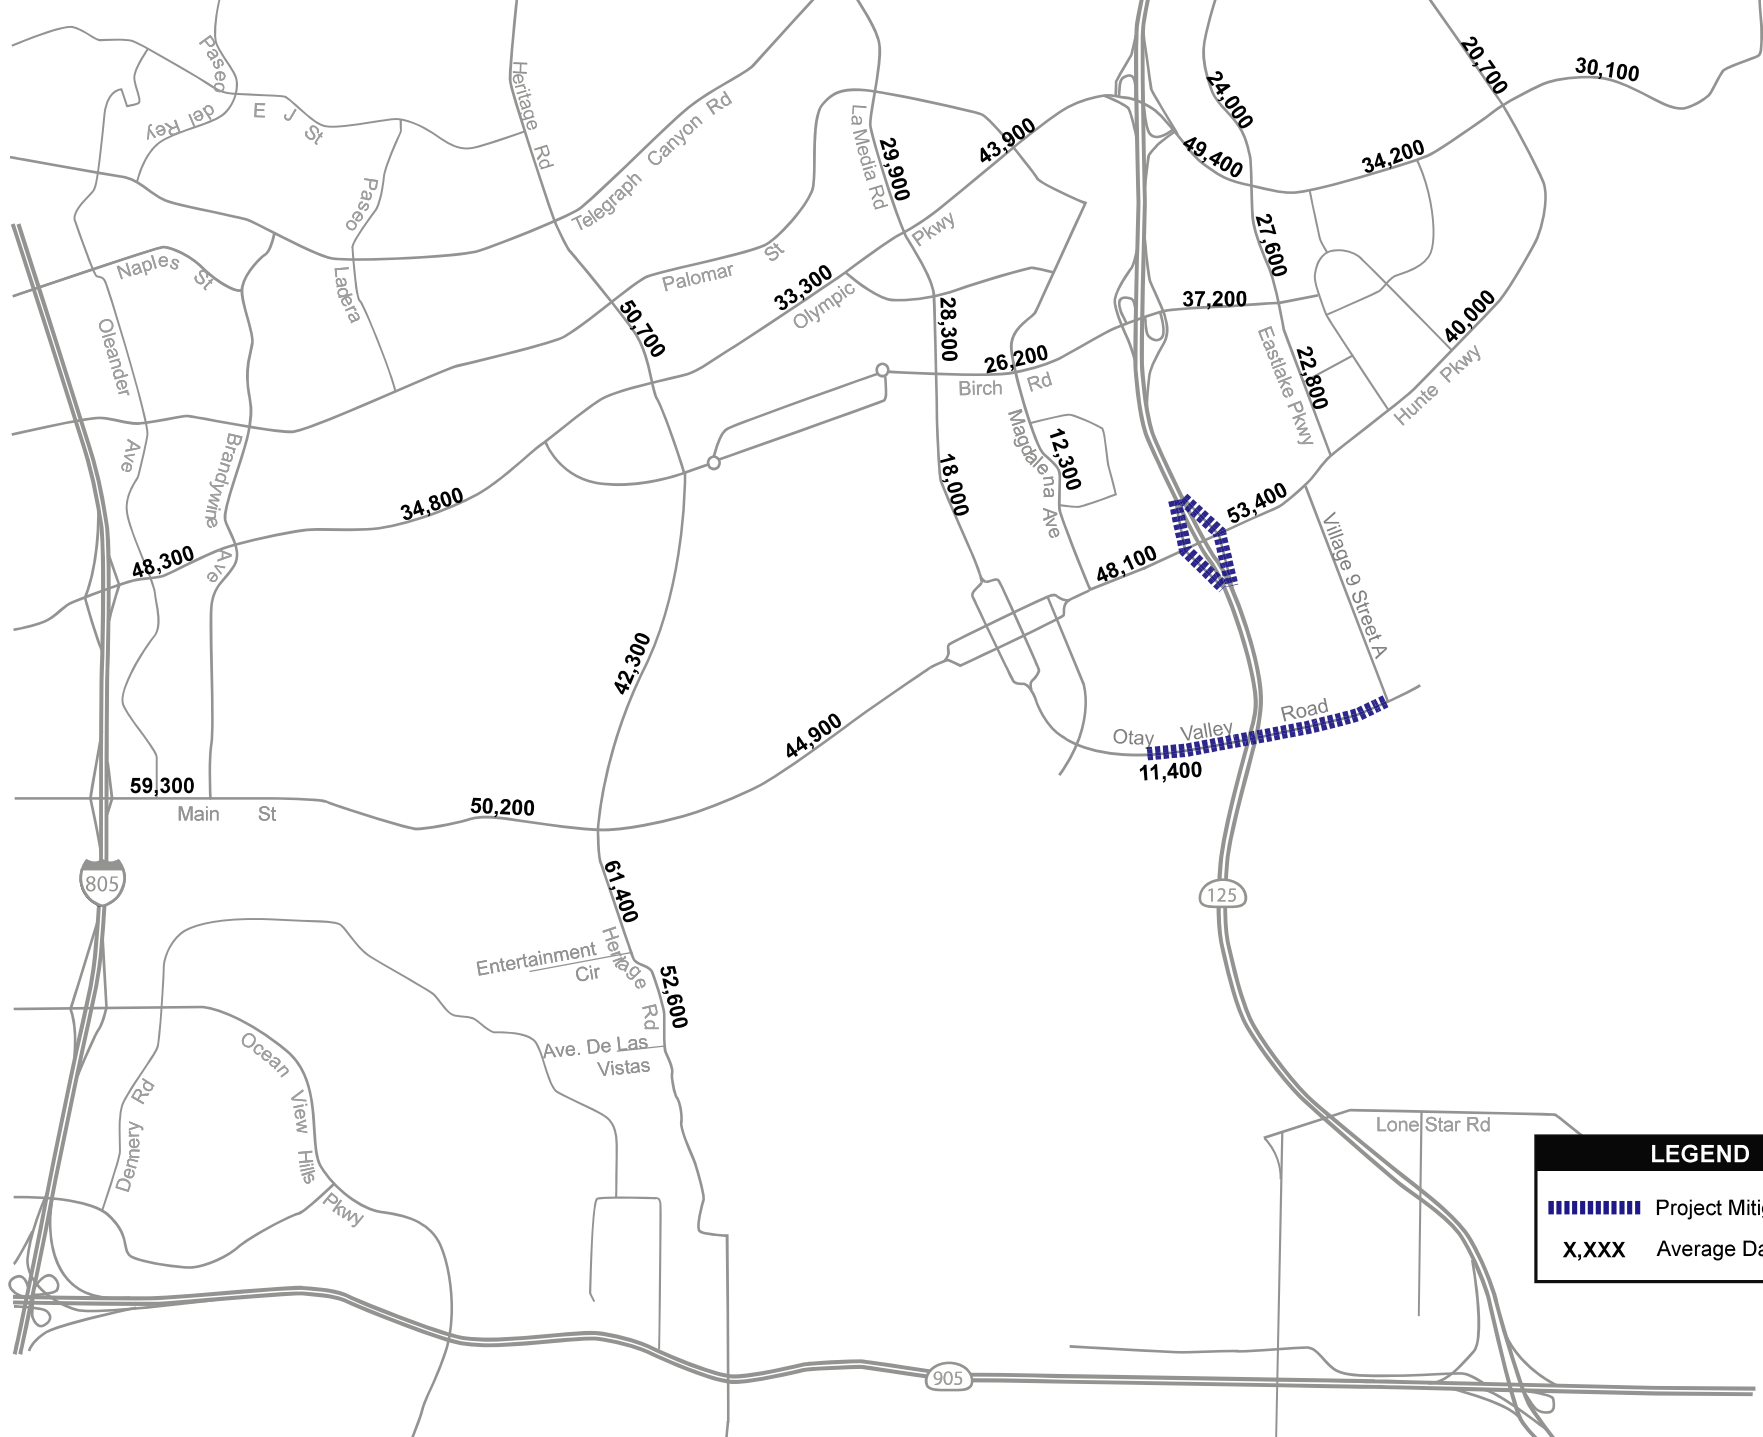 20,700
30,100
Paseo
del Rey
E J St
Heritage Rd
Telegraph Canyon Rd
La Media Rd
29,900
43,900
24,000
49,400
34,200
Paseo
Ladera
Naples St
Palomar St
Olympic Pkwy
33,300
27,600
37,200
40,000
50,700
28,300
26,200
Birch Rd
Eastlake Pkwy
22,800
Hunte Pkwy
Oleander Ave
Brandywine Ave
Magdalena Ave
12,300
18,000
34,800
48,300
53,400
48,100
Village 9 Street A
42,300
44,900
Otay Valley Road
11,400
59,300
Main St
50,200
805
125
61,400
Heritage Rd
Entertainment
Cir
52,600
Ave. De Las
Vistas
Ocean View Hills Pkwy
Dennery Rd
Lone Star Rd
905
LEGEND
Project Miti
X,XXX Average Da